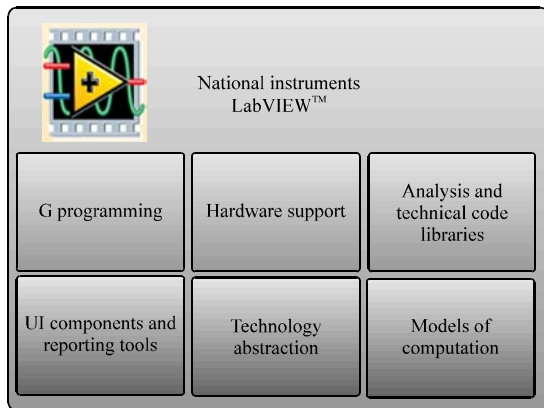 National instruments
LabVIEW™
G programming
Hardware support
Analysis and
technical code
libraries
UI components and
reporting tools
Technology
abstraction
Models of
computation